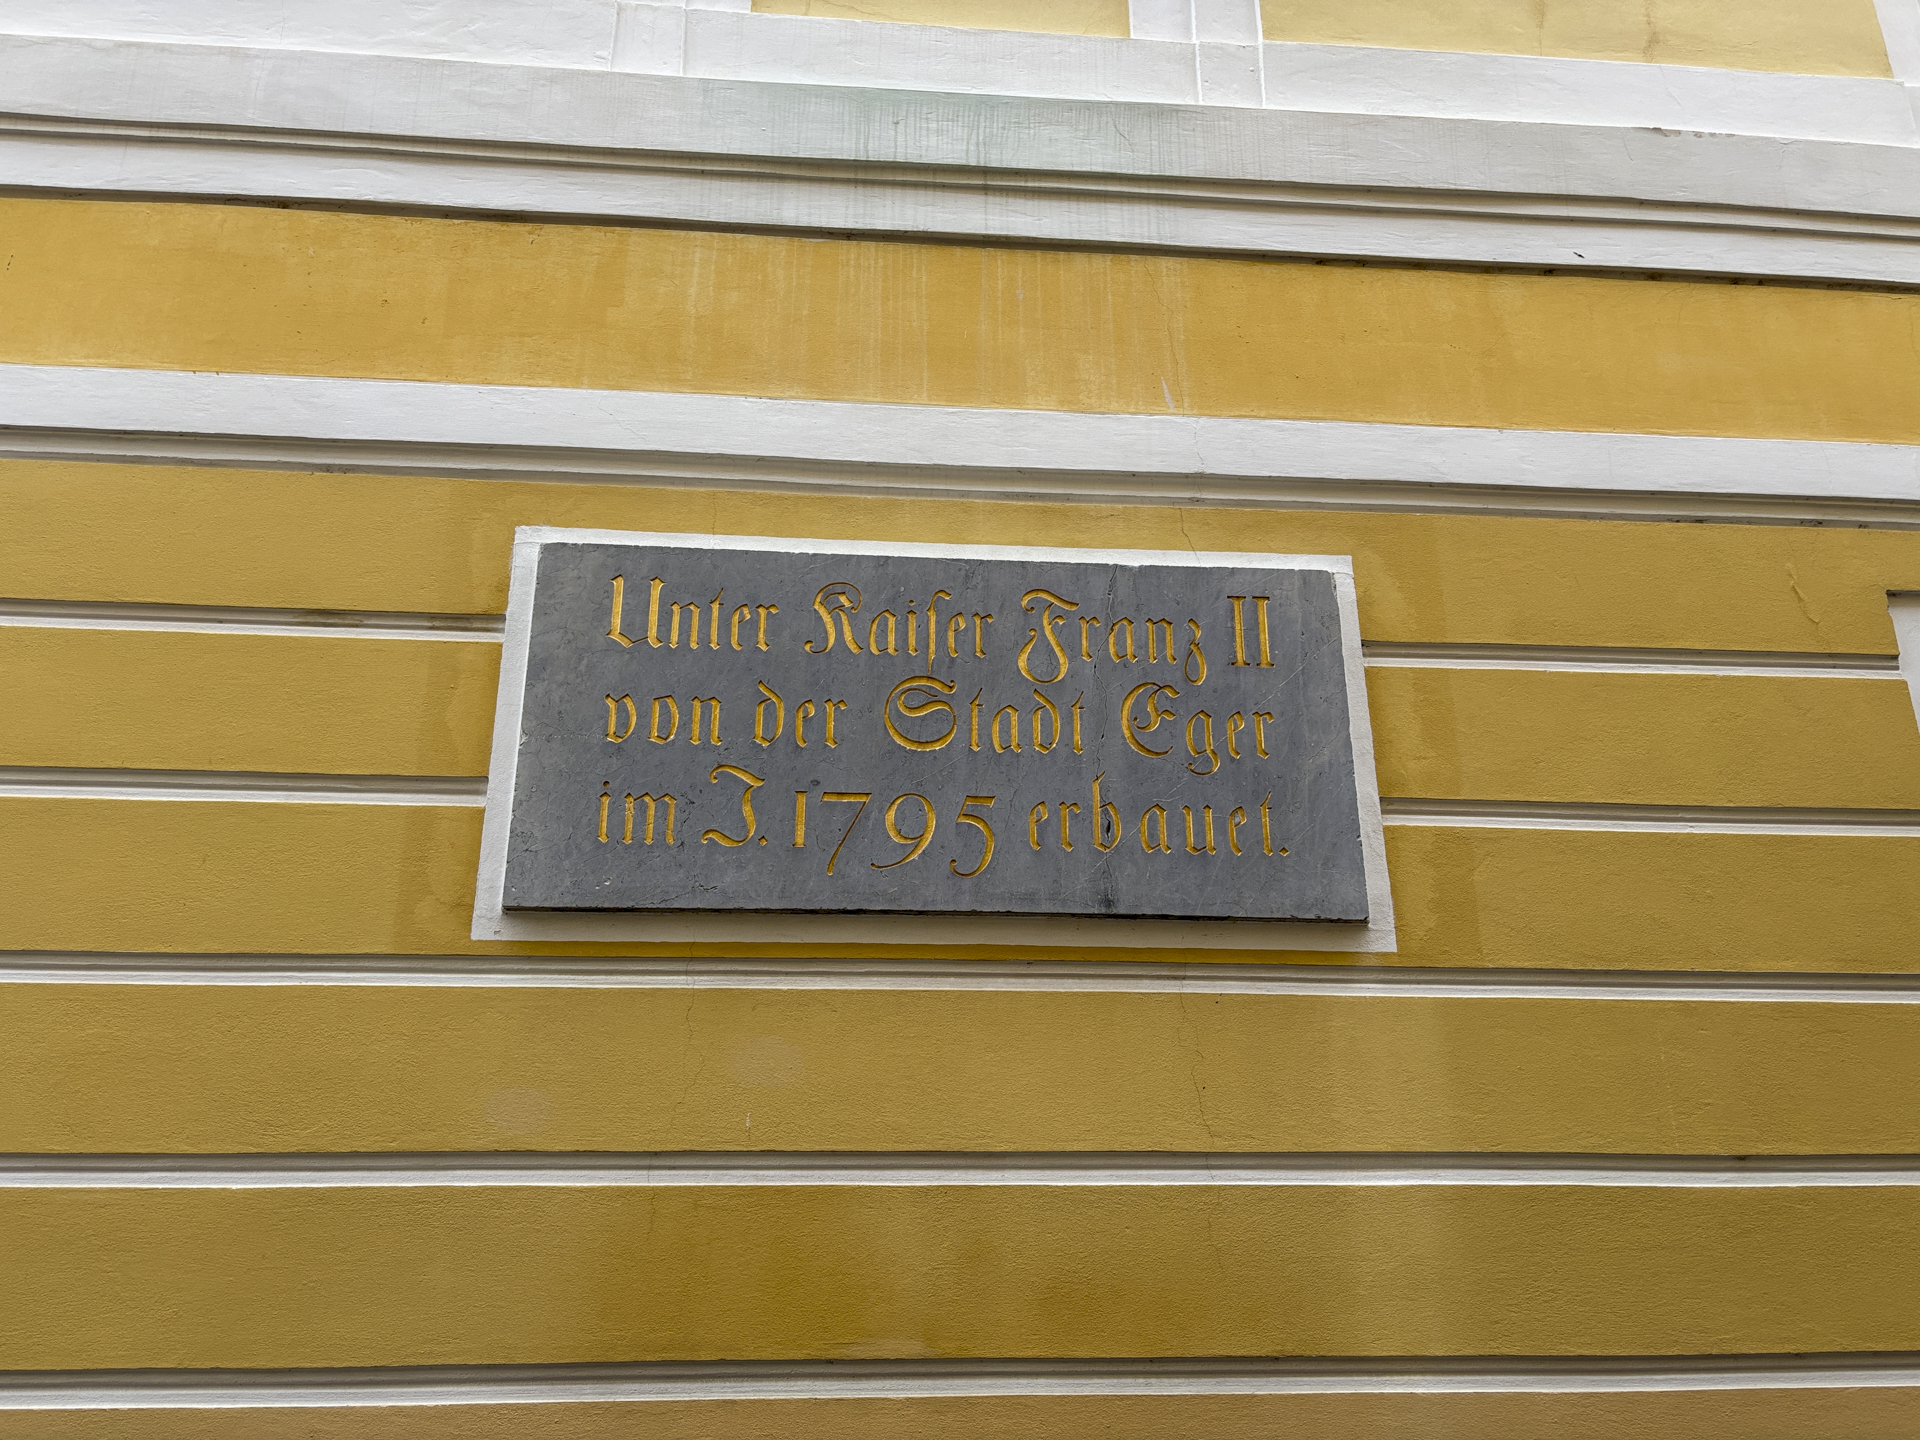 Unter Kaiſer Franz II
von der Stadt Eger
im J. 1795 erbauet.